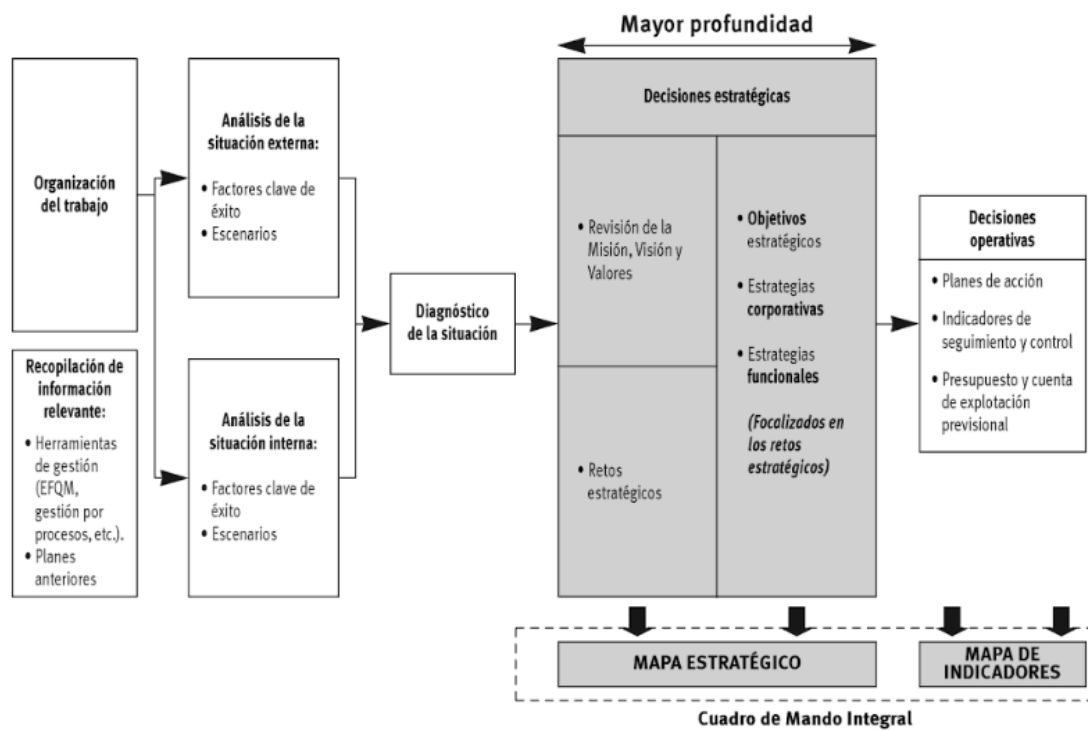 Mayor profundidad
Organización
del trabajo
Recopilación de
información
relevante:
• Herramientas
de gestión
(EFQM,
gestión por
procesos, etc.).
• Planes
anteriores
Análisis de la
situación externa:
• Factores clave de
éxito
• Escenarios
Análisis de la
situación interna:
• Factores clave de
éxito
• Escenarios
Diagnóstico
de la situación
Decisiones estratégicas
• Revisión de la
Misión, Visión y
Valores
• Retos
estratégicos
• Objetivos
estratégicos
• Estrategias
corporativas
• Estrategias
funcionales
(Focalizados en
los retos
estratégicos)
Decisiones
operativas
• Planes de acción
• Indicadores de
seguimiento y control
• Presupuesto y cuenta
de explotación
previsional
MAPA ESTRATÉGICO
MAPA DE
INDICADORES
Cuadro de Mando Integral